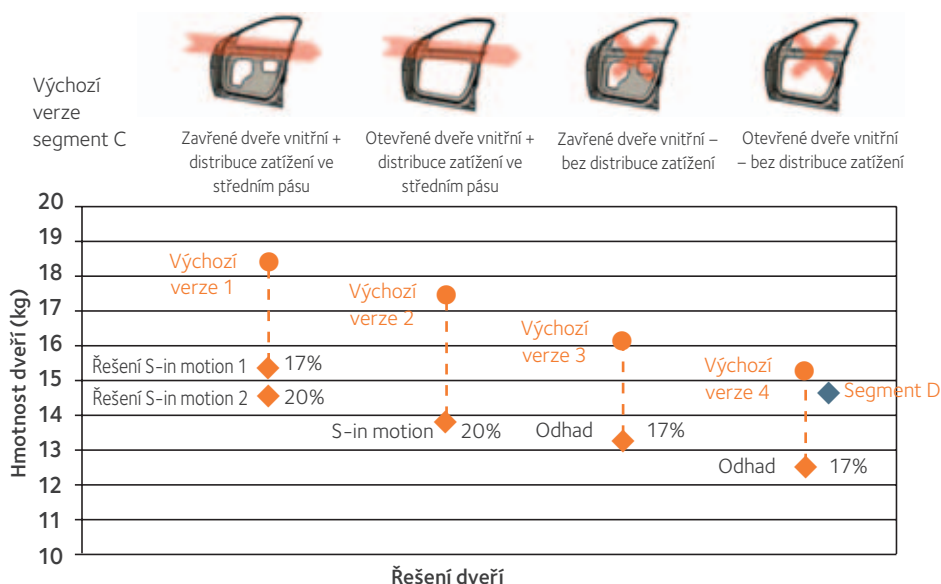 Výchozí
verze
segment C
Zavřené dveře vnitřní +
distribuce zatížení ve
středním pásu
Otevřené dveře vnitřní +
distribuce zatížení ve
středním pásu
Zavřené dveře vnitřní –
bez distribuce zatížení
Otevřené dveře vnitřní
– bez distribuce zatížení
Hmotnost dveří (kg)
20
19
18
17
16
15
14
13
12
11
10
Výchozí
verze 1
Výchozí
verze 2
Výchozí
verze 3
Výchozí
verze 4
Segment D
Řešení S-in motion 1
17%
Řešení S-in motion 2
20%
S-in motion
20%
Odhad
17%
Odhad
17%
Řešení dveří